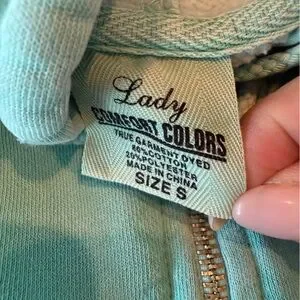 Lady
COMFORT COLORS
TRUE GARMENT DYED
80%COTTON
20%POLYESTER
MADE IN CHINA
SIZE S